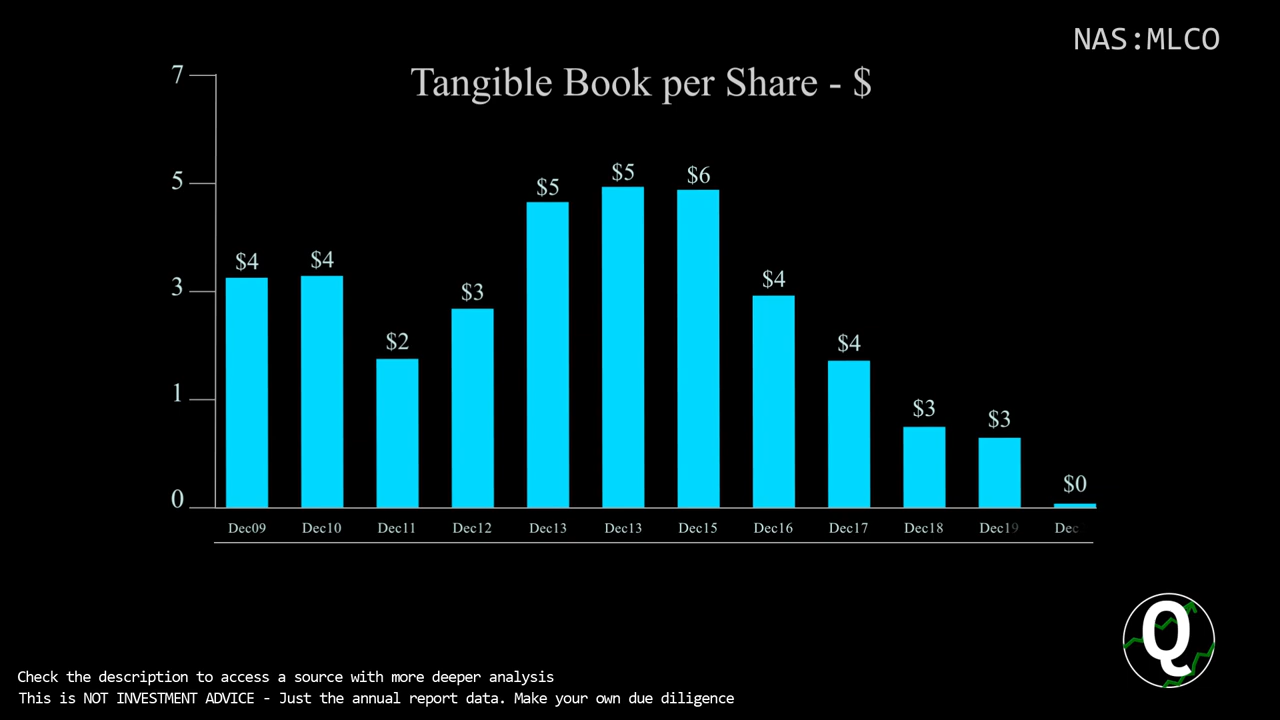 NAS:MLCO
Tangible Book per Share - $
7
5
3
1
0
$4 $4 $2 $3 $5 $5 $6 $4 $4 $3 $3 $0
Dec09 Dec10 Dec11 Dec12 Dec13 Dec13 Dec15 Dec16 Dec17 Dec18 Dec19 Dec
Q
Check the description to access a source with more deeper analysis
This is NOT INVESTMENT ADVICE - Just the annual report data. Make your own due diligence